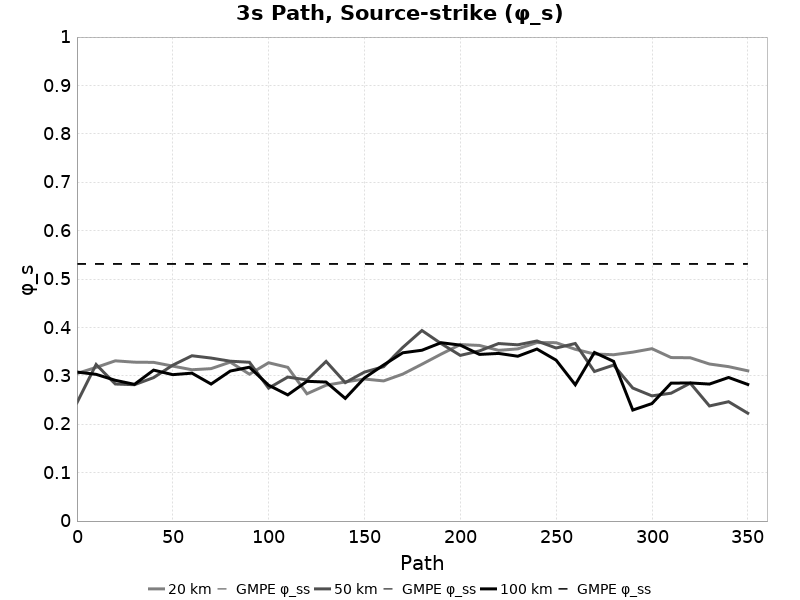 3s Path, Source-strike (φ_s)
1
0.9
0.8
0.7
0.6
0.5
0.4
0.3
0.2
0.1
0
φ_s
0 50 100 150 200 250 300 350
Path
20 km GMPE φ_ss 50 km GMPE φ_ss 100 km GMPE φ_ss